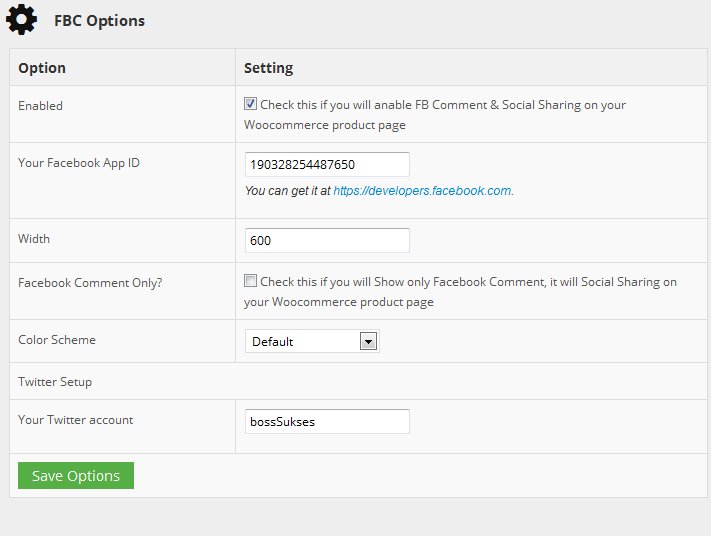 FBC Options
Option
Setting
Enabled
Check this if you will anable FB Comment & Social Sharing on your
Woocommerce product page
Your Facebook App ID
190328254487650
You can get it at https://developers.facebook.com.
Width
600
Facebook Comment Only?
Check this if you will Show only Facebook Comment, it will Social Sharing on
your Woocommerce product page
Color Scheme
Default
Twitter Setup
Your Twitter account
bossSukses
Save Options